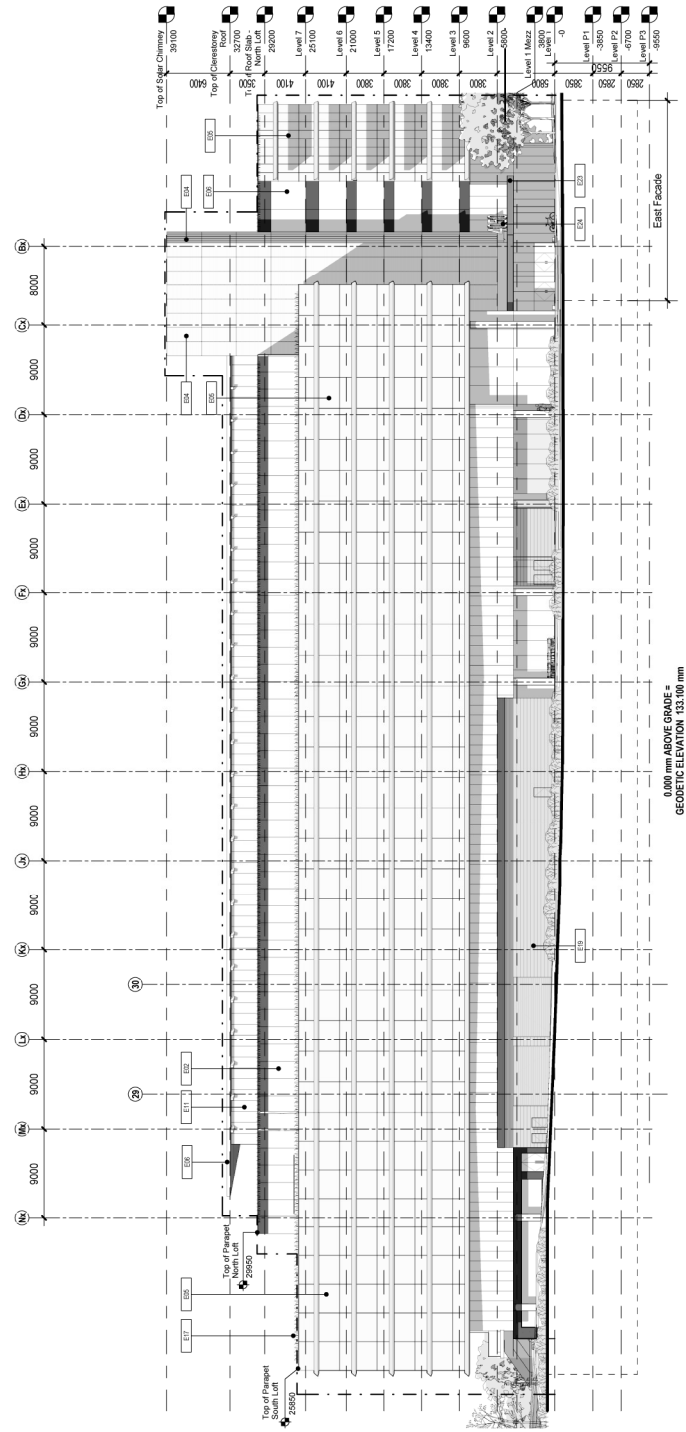 Top of Solar Chimney
39100
Top of Clerestorey
Roof
32700
Roof Slab -
North Loft
29200
Level 7
25100
Level 6
21000
Level 5
17200
Level 4
13400
Level 3
9600
Level 2
5800
Level 1 Mezz
3800
-0
Level P1
-3850
Level P2
-6700
Level P3
-9550
6400
4100
4100
3800
3800
3800
3800
5800
3850
2850
2850
9550
E05
E04
E06
E23
E24
East Facade
Bx
8000
Cx
9000
Dx
9000
Ex
9000
Fx
9000
Gx
9000
Hx
9000
Jx
9000
Kx
9000
Lx
9000
Mx
9000
Nx
30
29
E04
E05
E19
E02
E11
E06
E05
E17
Top of Parapet
North Loft
29950
Top of Parapet
South Loft
25850
0.000 mm ABOVE GRADE =
GEODETIC ELEVATION 133,100 mm